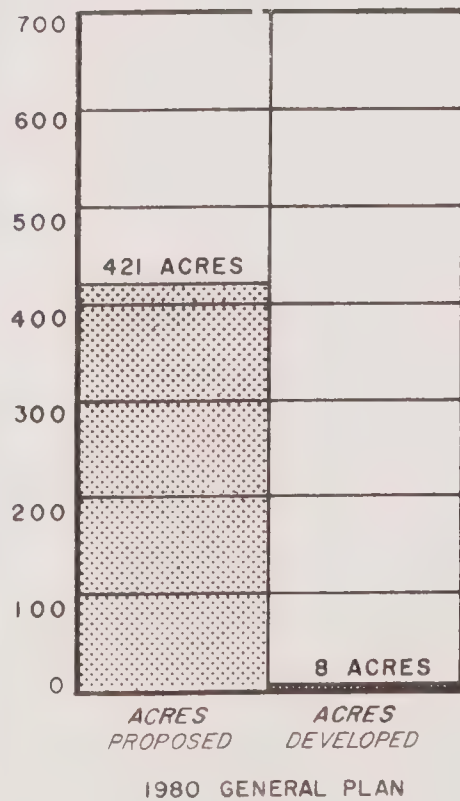 700
600
500
421 ACRES
400
300
200
100
8 ACRES
0
ACRES PROPOSED
ACRES DEVELOPED
1980 GENERAL PLAN